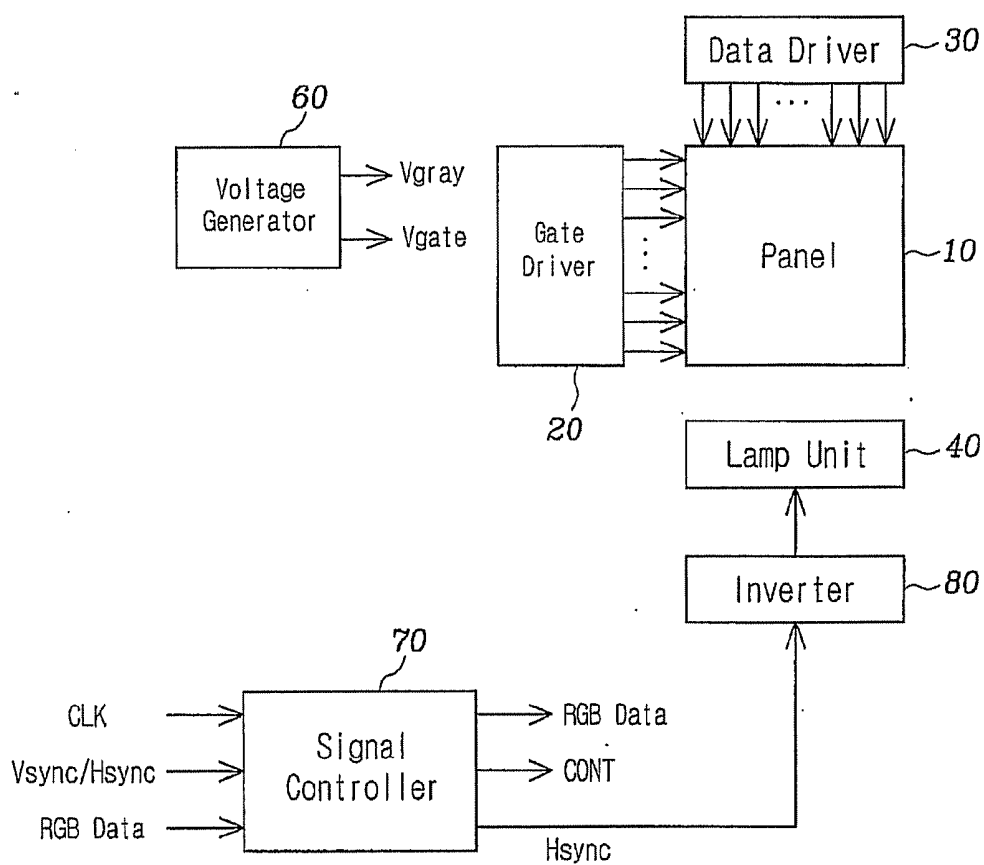 Data Driver
30
60
Voltage
Generator
Vgray
Vgate
Gate
Driver
Panel
10
20
Lamp Unit
40
Inverter
80
70
CLK
Vsync/Hsync
RGB Data
Signal
Controller
RGB Data
CONT
Hsync